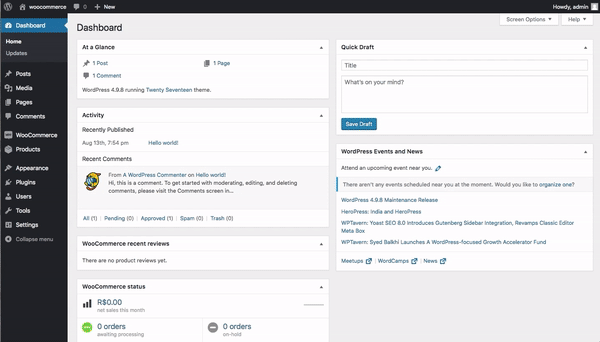 woocommerce 0 + New Howdy, admin
Dashboard
Home
Updates
Posts
Media
Pages
Comments
WooCommerce
Products
Appearance
Plugins
Users
Tools
Settings
Collapse menu
Screen Options Help
Dashboard
At a Glance
1 Post 1 Page
1 Comment
WordPress 4.9.8 running Twenty Seventeen theme.
Activity
Recently Published
Aug 13th, 7:54 pm Hello world!
Recent Comments
From A WordPress Commenter on Hello world!
Hi, this is a comment. To get started with moderating, editing, and deleting
comments, please visit the Comments screen in...
All (1) | Pending (0) | Approved (1) | Spam (0) | Trash (0)
WooCommerce recent reviews
There are no product reviews yet.
WooCommerce status
R$0.00
net sales this month
0 orders
awaiting processing
0 orders
on-hold
Quick Draft
Title
What's on your mind?
Save Draft
WordPress Events and News
Attend an upcoming event near you.
There aren't any events scheduled near you at the moment. Would you like to organize one?
WordPress 4.9.8 Maintenance Release
HeroPress: India and HeroPress
WPTavern: Yoast SEO 8.0 Introduces Gutenberg Sidebar Integration, Revamps Classic Editor
Meta Box
WPTavern: Syed Balkhi Launches A WordPress-focused Growth Accelerator Fund
Meetups | WordCamps | News